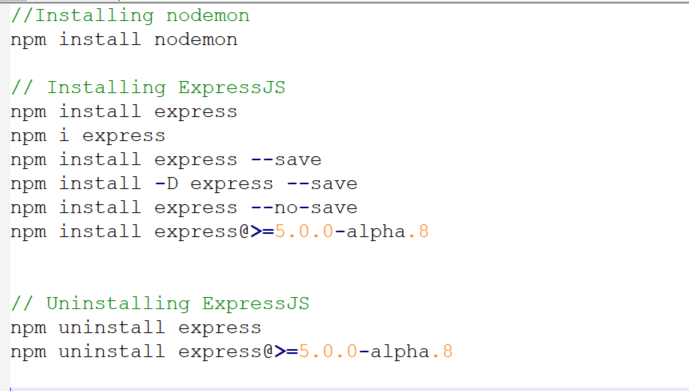 //Installing nodemon
npm install nodemon
// Installing ExpressJS
npm install express
npm i express
npm install express --save
npm install -D express --save
npm install express --no-save
npm install express@>=5.0.0-alpha.8
// Uninstalling ExpressJS
npm uninstall express
npm uninstall express@>=5.0.0-alpha.8